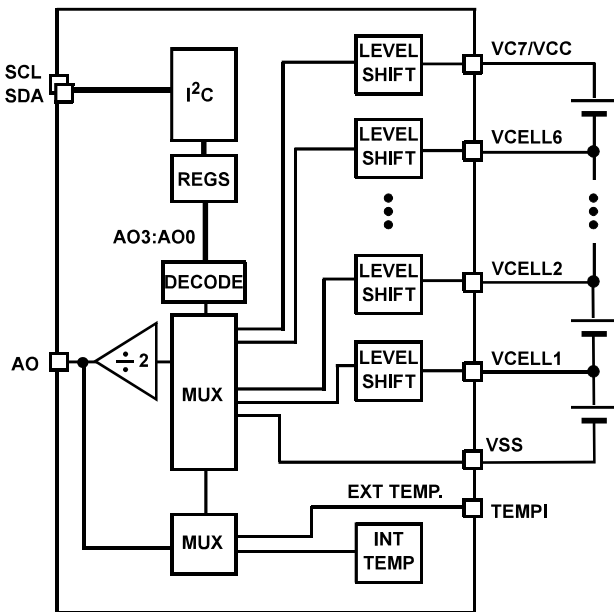 SCL
SDA
I²C
REGS
AO3:AO0
DECODE
AO
÷ 2
MUX
MUX
LEVEL
SHIFT
VC7/VCC
LEVEL
SHIFT
VCELL6
LEVEL
SHIFT
VCELL2
LEVEL
SHIFT
VCELL1
VSS
EXT TEMP.
TEMPI
INT
TEMP